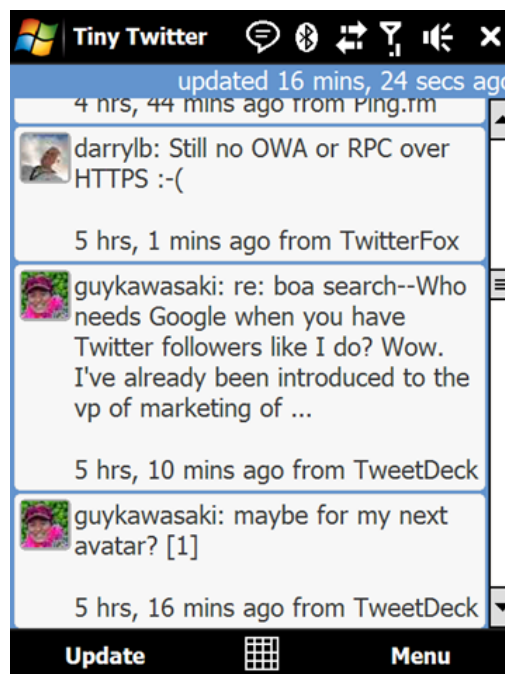 Tiny Twitter
updated 16 mins, 24 secs ago
4 hrs, 44 mins ago from Ping.fm
darrylb: Still no OWA or RPC over
HTTPS :-(
5 hrs, 1 mins ago from TwitterFox
guykawasaki: re: boa search--Who
needs Google when you have
Twitter followers like I do? Wow.
I've already been introduced to the
vp of marketing of ...
5 hrs, 10 mins ago from TweetDeck
guykawasaki: maybe for my next
avatar? [1]
5 hrs, 16 mins ago from TweetDeck
Update
Menu